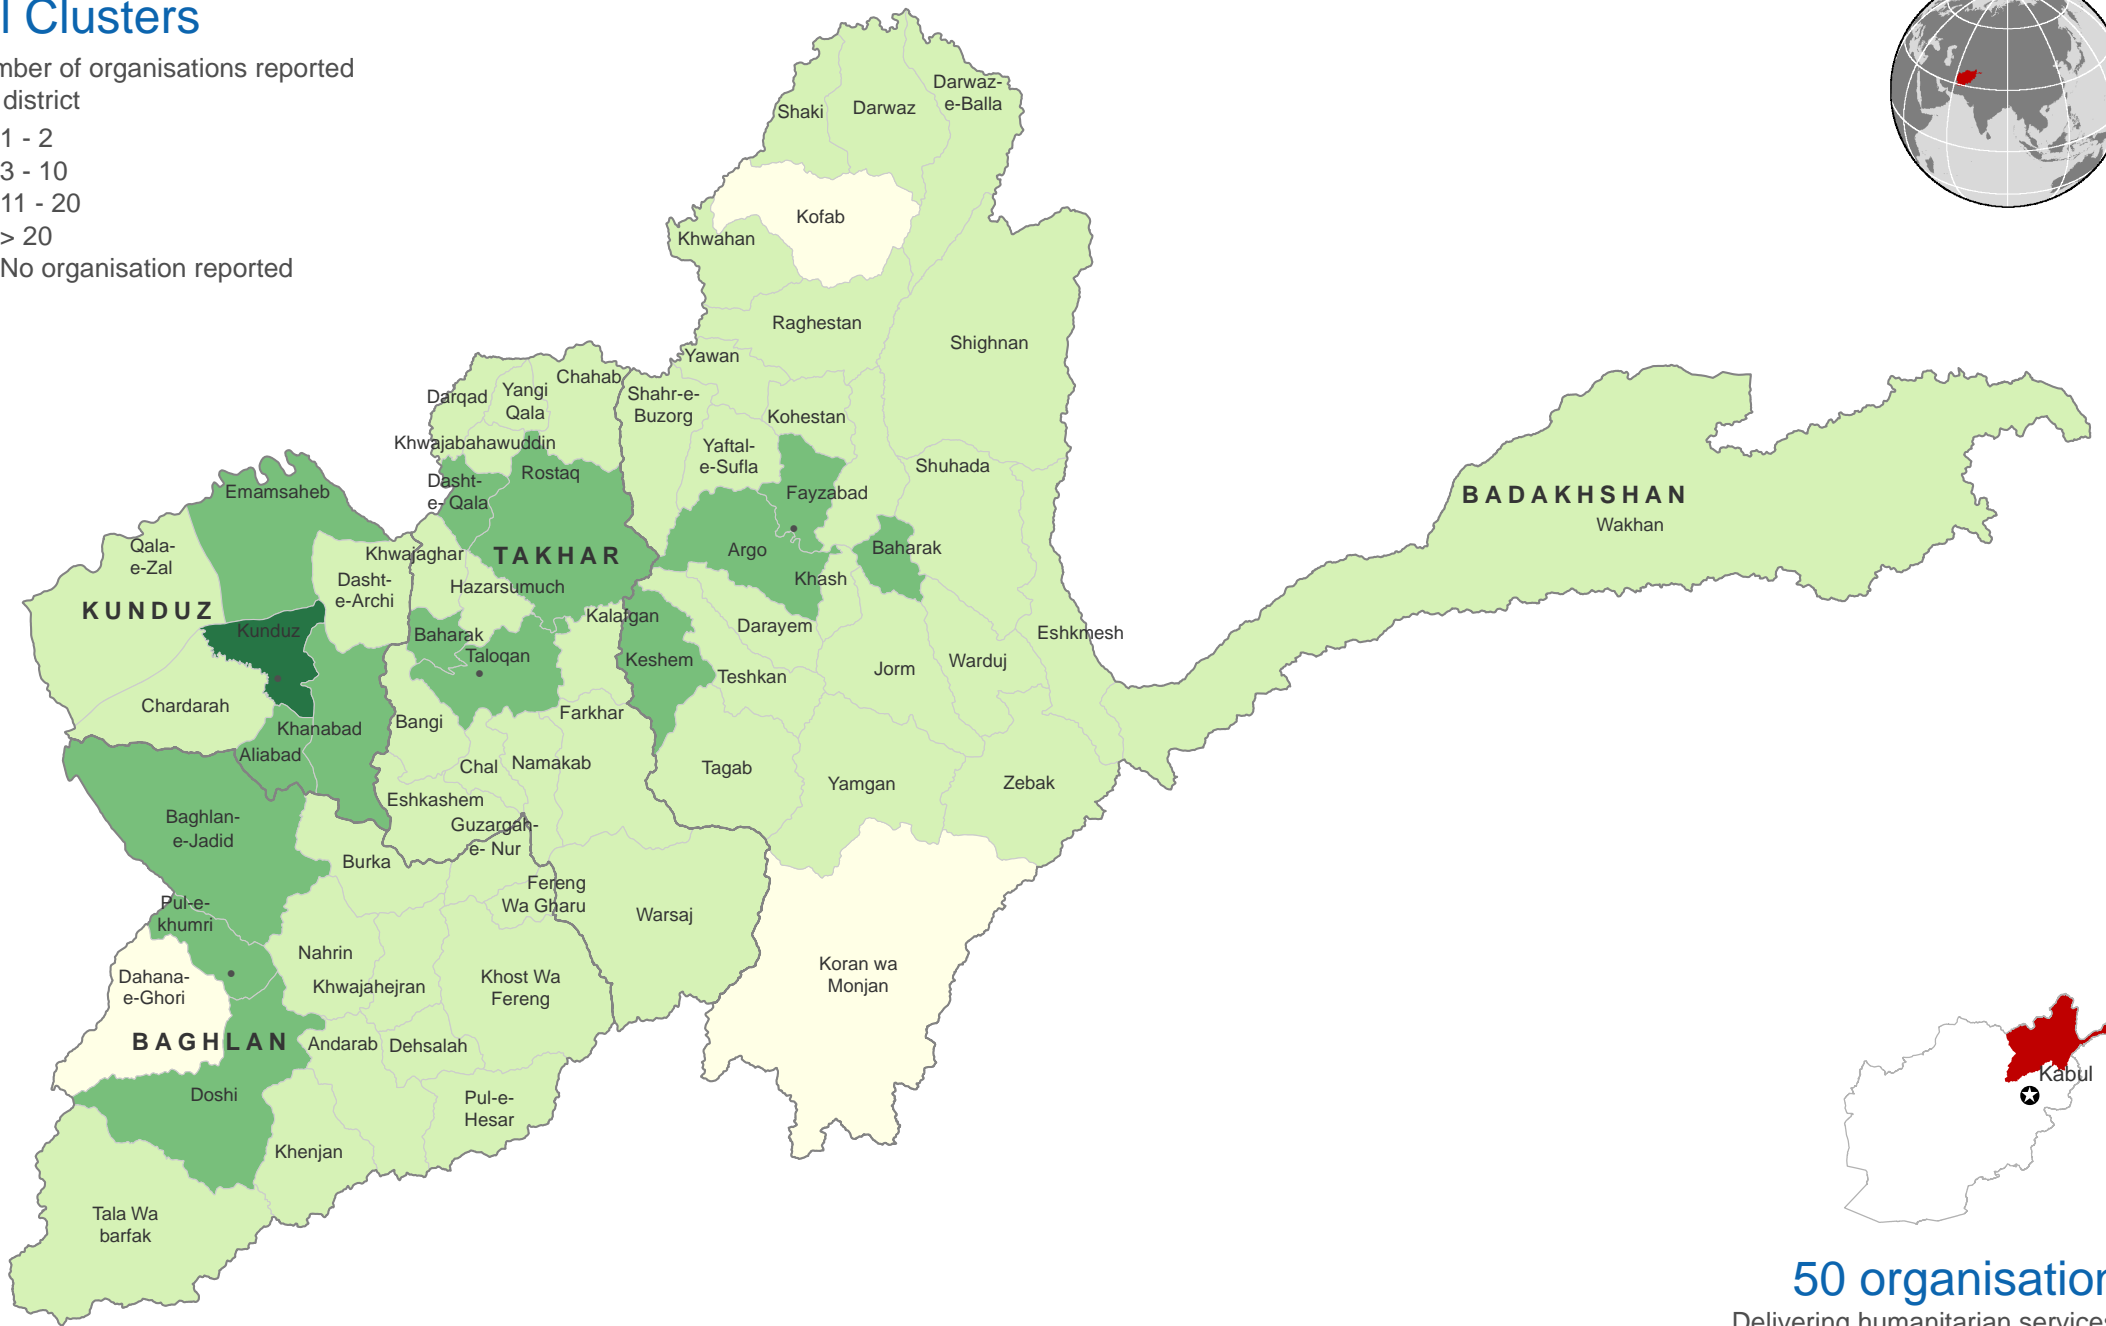 l Clusters
mber of organisations reported
district
1 - 2
3 - 10
11 - 20
> 20
No organisation reported
Shaki
Darwaz
Darwaz-
e-Balla
Kofab
Khwahan
Raghestan
Shighnan
Yawan
Chahab
Yangi
Qala
Darqad
Shahr-e-
Buzorg
Kohestan
Khwajabahawuddin
Yaftal-
e-Sufla
Rostaq
Shuhada
Dasht-
e- Qala
Fayzabad
Emamsaheb
BADAKHSHAN
Wakhan
Qala-
e-Zal
Khwajaghar
TAKHAR
Argo
Baharak
Dasht-
e-Archi
Hazarsumuch
Khash
KUNDUZ
Kalafgan
Darayem
Kunduz
Baharak
Eshkmesh
Taloqan
Keshem
Teshkan
Jorm
Warduj
Chardarah
Bangi
Farkhar
Khanabad
Aliabad
Chal
Namakab
Tagab
Yamgan
Zebak
Eshkashem
Baghlan-
e-Jadid
Guzargah-
e- Nur
Burka
Fereng
Wa Gharu
Warsaj
Pul-e-
khumri
Nahrin
Koran wa
Monjan
Dahana-
e-Ghori
Khwajahejran
Khost Wa
Fereng
BAGHLAN
Andarab
Dehsalah
Doshi
Pul-e-
Hesar
Khenjan
Tala Wa
barfak
Kabul
50 organisation
Delivering humanitarian services